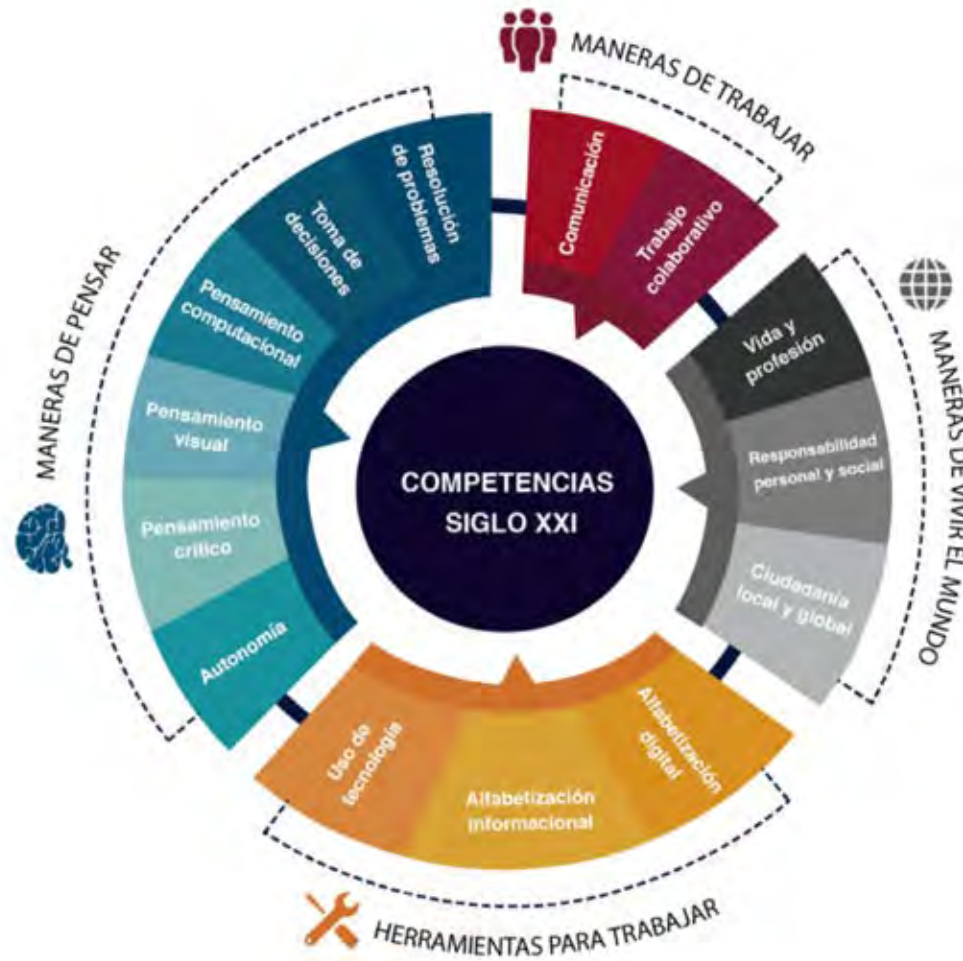 MANERAS DE TRABAJAR
Comunicación
Trabajo
colaborativo
MANERAS DE VIVIR EL MUNDO
Vida y
profesión
Responsabilidad
personal y social
Ciudadanía
local y global
HERRAMIENTAS PARA TRABAJAR
Alfabetización
digital
Alfabetización
informacional
Uso de
tecnología
MANERAS DE PENSAR
Autonomía
Pensamiento
crítico
Pensamiento
visual
Pensamiento
computacional
Toma de
decisiones
Resolución
de problemas
COMPETENCIAS
SIGLO XXI